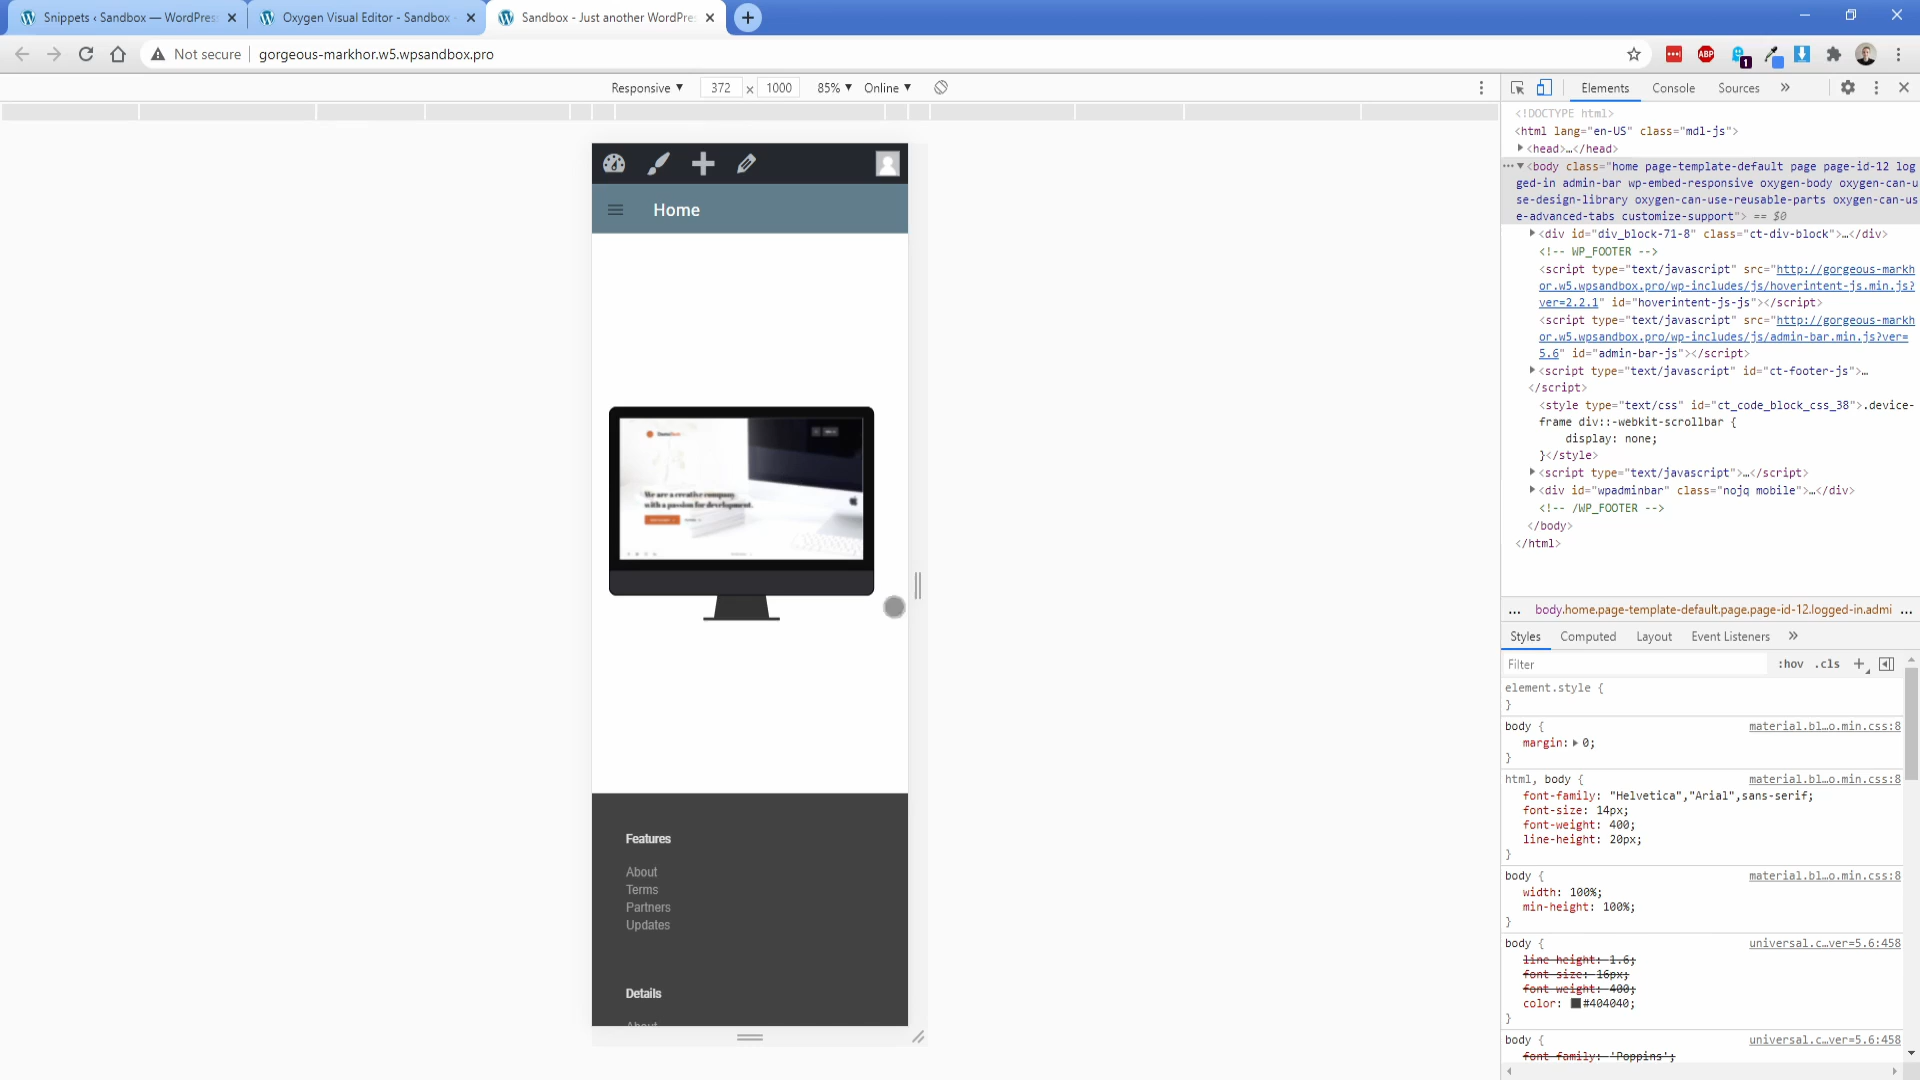 Snippets ‹ Sandbox — WordPres
Oxygen Visual Editor - Sandbox -
Sandbox - Just another WordPre
Not secure
gorgeous-markhor.w5.wpsandbox.pro
ABP
1
Responsive ▼
372 x 1000
85% ▼
Online ▼
Home
We are a creative company
with a passion for development.
Features
About
Terms
Partners
Updates
Details
About
Elements
Console
Sources
»
<!DOCTYPE html>
<html lang="en-US" class="mdl-js">
▶<head>…</head>
···▼<body class="home page-template-default page page-id-12 log
ged-in admin-bar wp-embed-responsive oxygen-body oxygen-can-u
se-design-library oxygen-can-use-reusable-parts oxygen-can-us
e-advanced-tabs customize-support"> == $0
▶<div id="div_block-71-8" class="ct-div-block">…</div>
<!-- WP_FOOTER -->
<script type="text/javascript" src="http://gorgeous-markh
or.w5.wpsandbox.pro/wp-includes/js/hoverintent-js.min.js?
ver=2.2.1" id="hoverintent-js-js"></script>
<script type="text/javascript" src="http://gorgeous-markh
or.w5.wpsandbox.pro/wp-includes/js/admin-bar.min.js?ver=
5.6" id="admin-bar-js"></script>
▶<script type="text/javascript" id="ct-footer-js">…
</script>
<style type="text/css" id="ct_code_block_css_38">.device-
frame div::-webkit-scrollbar {
display: none;
}</style>
▶<script type="text/javascript">…</script>
▶<div id="wpadminbar" class="nojq mobile">…</div>
<!-- /WP_FOOTER -->
</body>
</html>
... body.home.page-template-default.page.page-id-12.logged-in.admi ...
Styles
Computed
Layout
Event Listeners
»
Filter
:hov
.cls
+
element.style {
}
body {
material.bl…o.min.css:8
margin:▶ 0;
}
html, body {
material.bl…o.min.css:8
font-family: "Helvetica","Arial",sans-serif;
font-size: 14px;
font-weight: 400;
line-height: 20px;
}
body {
material.bl…o.min.css:8
width: 100%;
min-height: 100%;
}
body {
universal.c…ver=5.6:458
line-height: 1.6;
font-size: 16px;
font-weight: 400;
color: #404040;
}
body {
universal.c…ver=5.6:458
font-family: 'Poppins';